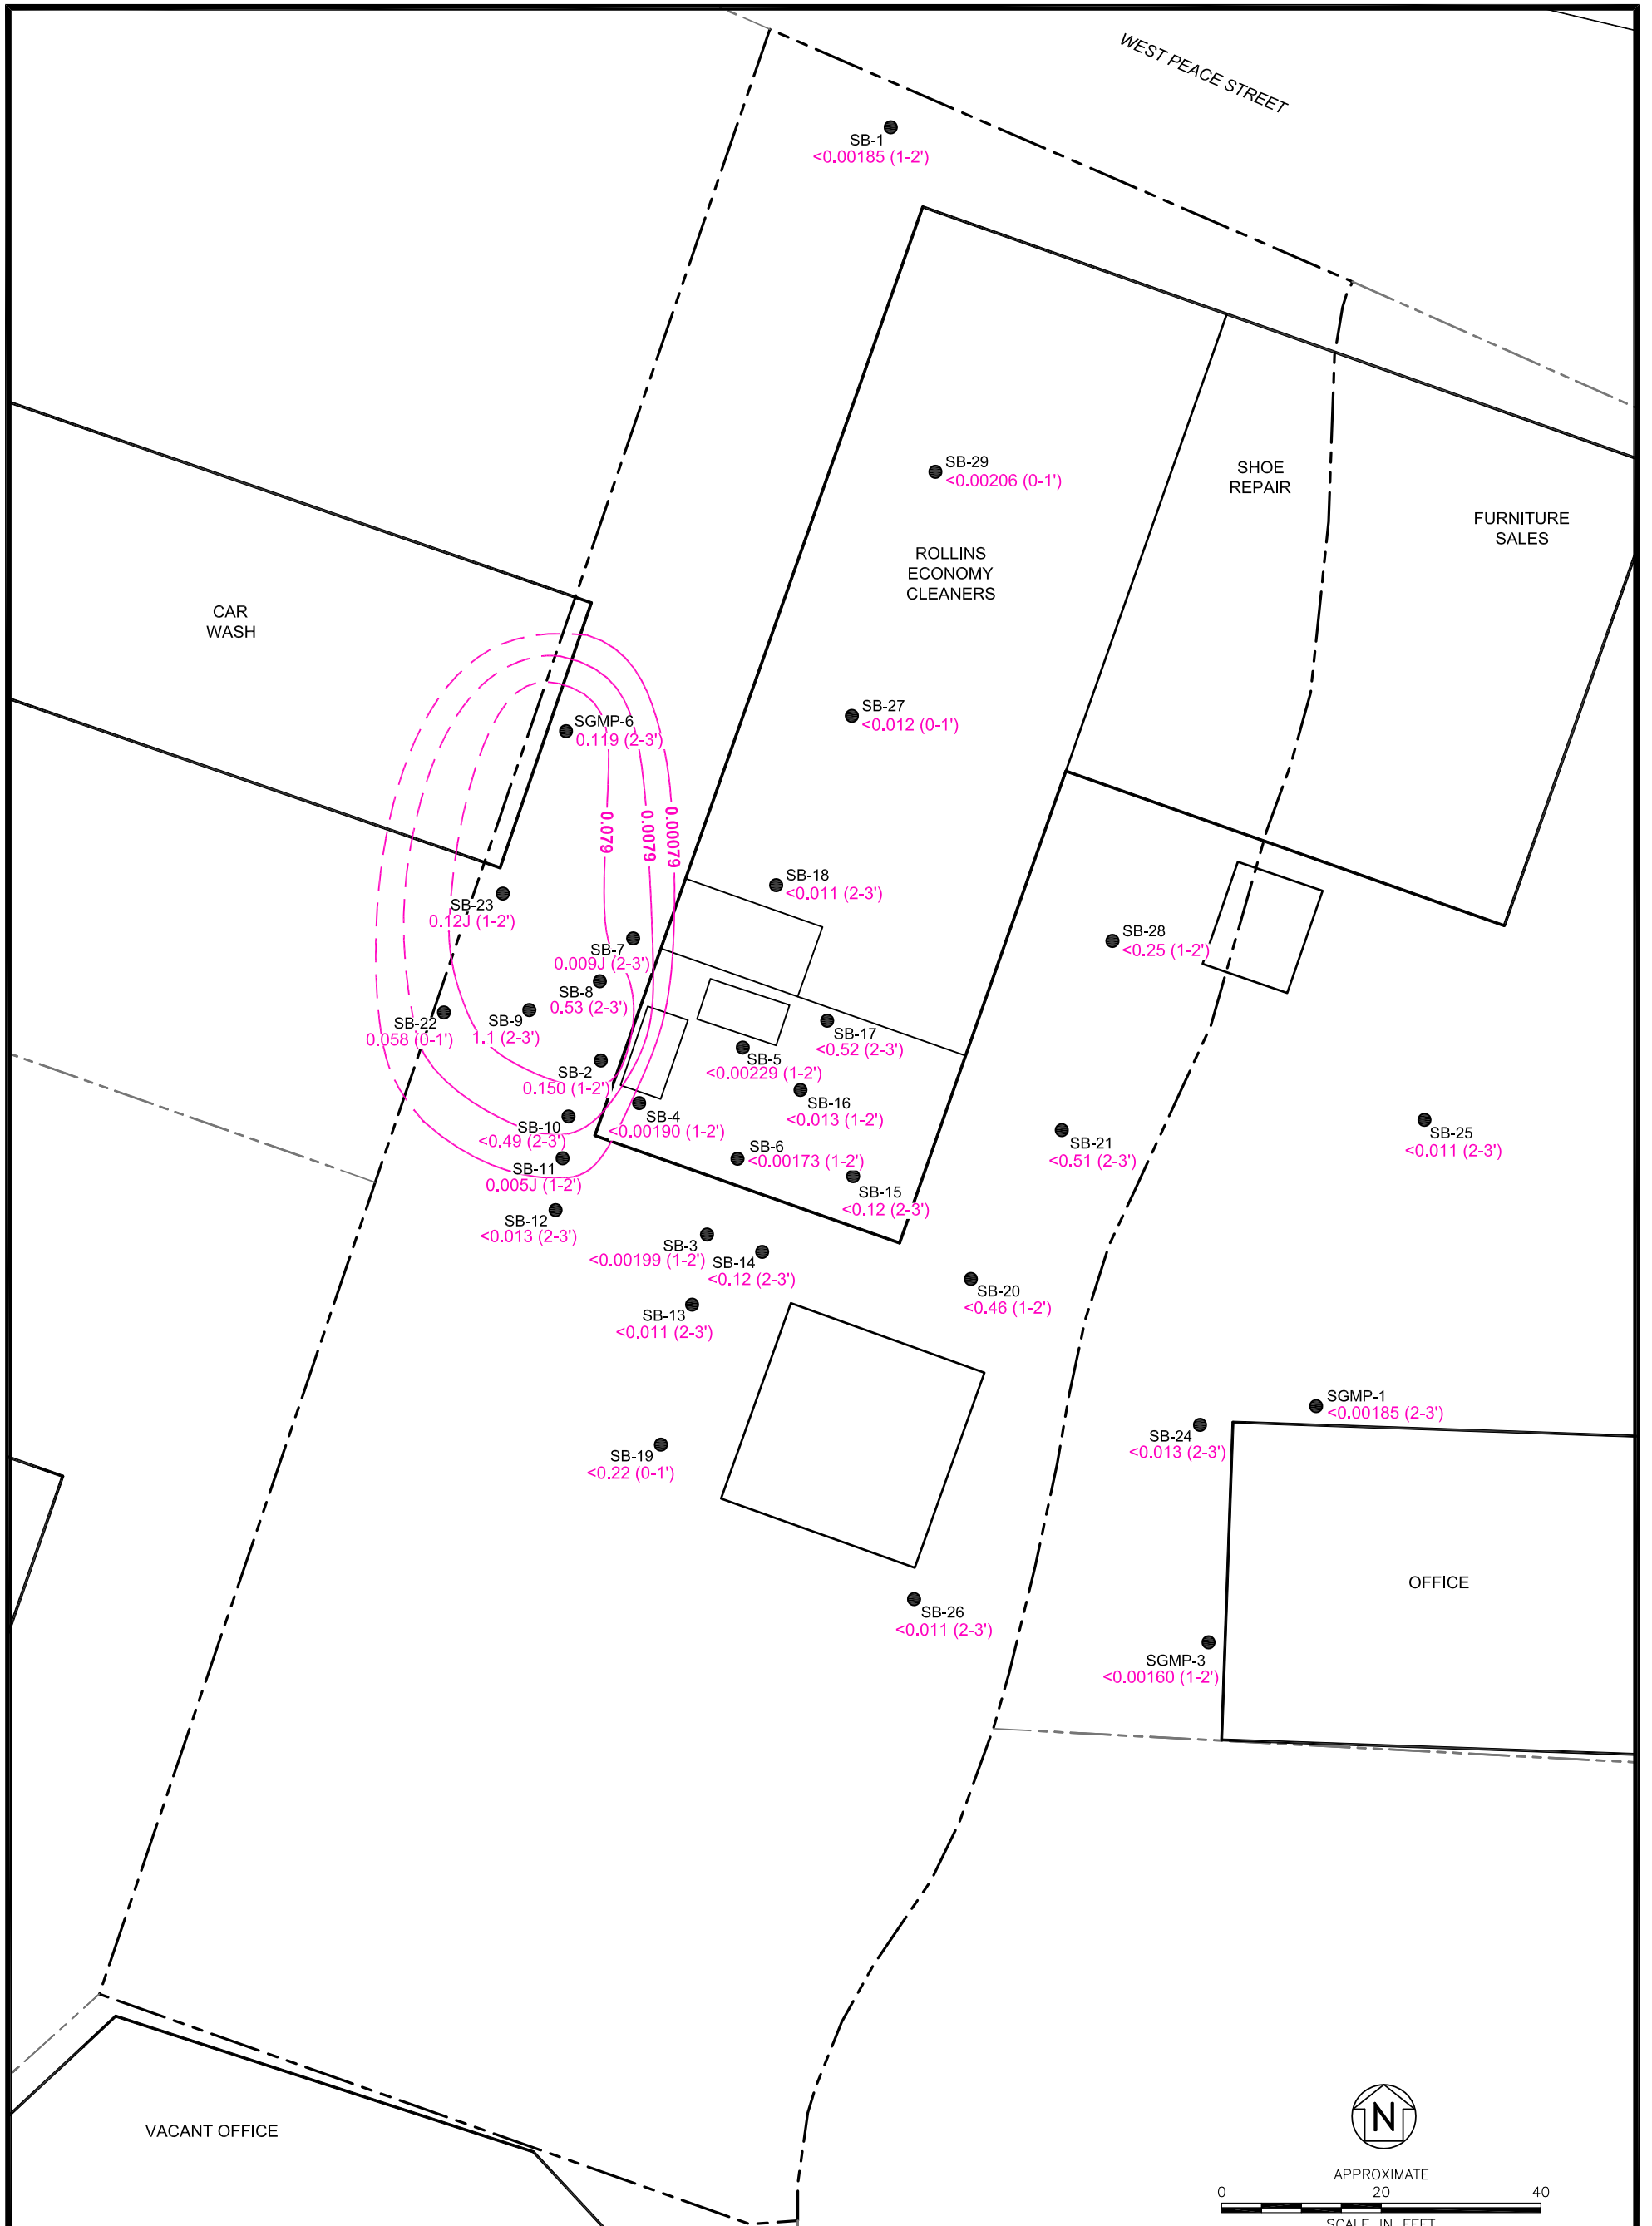 WEST PEACE STREET
SB-1
<0.00185 (1-2')
SB-29
<0.00206 (0-1')
SHOE
REPAIR
FURNITURE
SALES
ROLLINS
ECONOMY
CLEANERS
CAR
WASH
SB-27
<0.012 (0-1')
SGMP-6
0.119 (2-3')
0.079
0.0079
0.00079
SB-18
<0.011 (2-3')
SB-23
0.12J (1-2')
SB-7
0.009J (2-3')
SB-28
<0.25 (1-2')
SB-8
0.53 (2-3')
SB-22
0.058 (0-1')
SB-9
1.1 (2-3')
SB-17
<0.52 (2-3')
SB-5
<0.00229 (1-2')
SB-2
0.150 (1-2')
SB-16
<0.013 (1-2')
SB-4
<0.00190 (1-2')
SB-10
<0.49 (2-3')
SB-21
<0.51 (2-3')
SB-25
<0.011 (2-3')
SB-6
<0.00173 (1-2')
SB-11
0.005J (1-2')
SB-15
<0.12 (2-3')
SB-12
<0.013 (2-3')
SB-3
<0.00199 (1-2')
SB-14
<0.12 (2-3')
SB-20
<0.46 (1-2')
SB-13
<0.011 (2-3')
SGMP-1
<0.00185 (2-3')
SB-24
<0.013 (2-3')
SB-19
<0.22 (0-1')
OFFICE
SB-26
<0.011 (2-3')
SGMP-3
<0.00160 (1-2')
VACANT OFFICE
N
APPROXIMATE
0 20 40
SCALE IN FEET